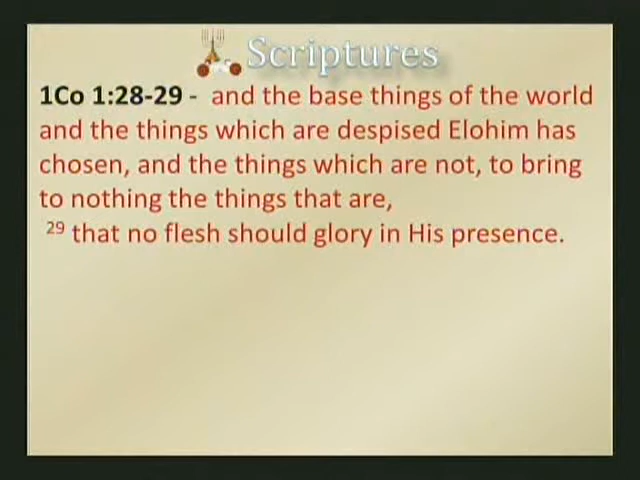 Scriptures
1Co 1:28-29 - and the base things of the world
and the things which are despised Elohim has
chosen, and the things which are not, to bring
to nothing the things that are,
29 that no flesh should glory in His presence.